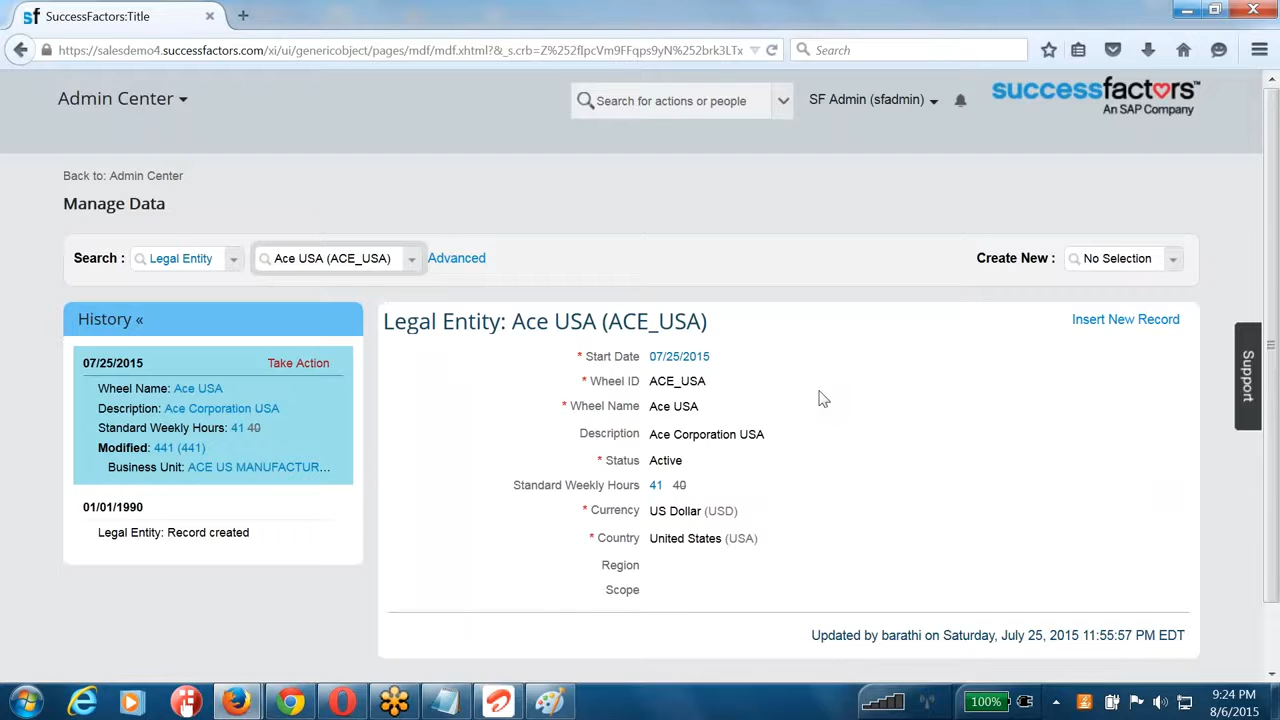 SuccessFactors:Title
https://salesdemo4.successfactors.com/xi/ui/genericobject/pages/mdf/mdf.xhtml?&_s.crb=Z%252flpcVm9FFqps9yN%252brk3LTx
Search
Admin Center
Search for actions or people
SF Admin (sfadmin)
successfactors™
An SAP Company
Back to: Admin Center
Manage Data
Search :
Legal Entity
Ace USA (ACE_USA)
Advanced
Create New :
No Selection
History «
07/25/2015 Take Action
Wheel Name: Ace USA
Description: Ace Corporation USA
Standard Weekly Hours: 41 40
Modified: 441 (441)
Business Unit: ACE US MANUFACTUR...
01/01/1990
Legal Entity: Record created
Legal Entity: Ace USA (ACE_USA)
Insert New Record
* Start Date 07/25/2015
* Wheel ID ACE_USA
* Wheel Name Ace USA
Description Ace Corporation USA
* Status Active
Standard Weekly Hours 41 40
* Currency US Dollar (USD)
* Country United States (USA)
Region
Scope
Updated by barathi on Saturday, July 25, 2015 11:55:57 PM EDT
Support
100%
9:24 PM
8/6/2015